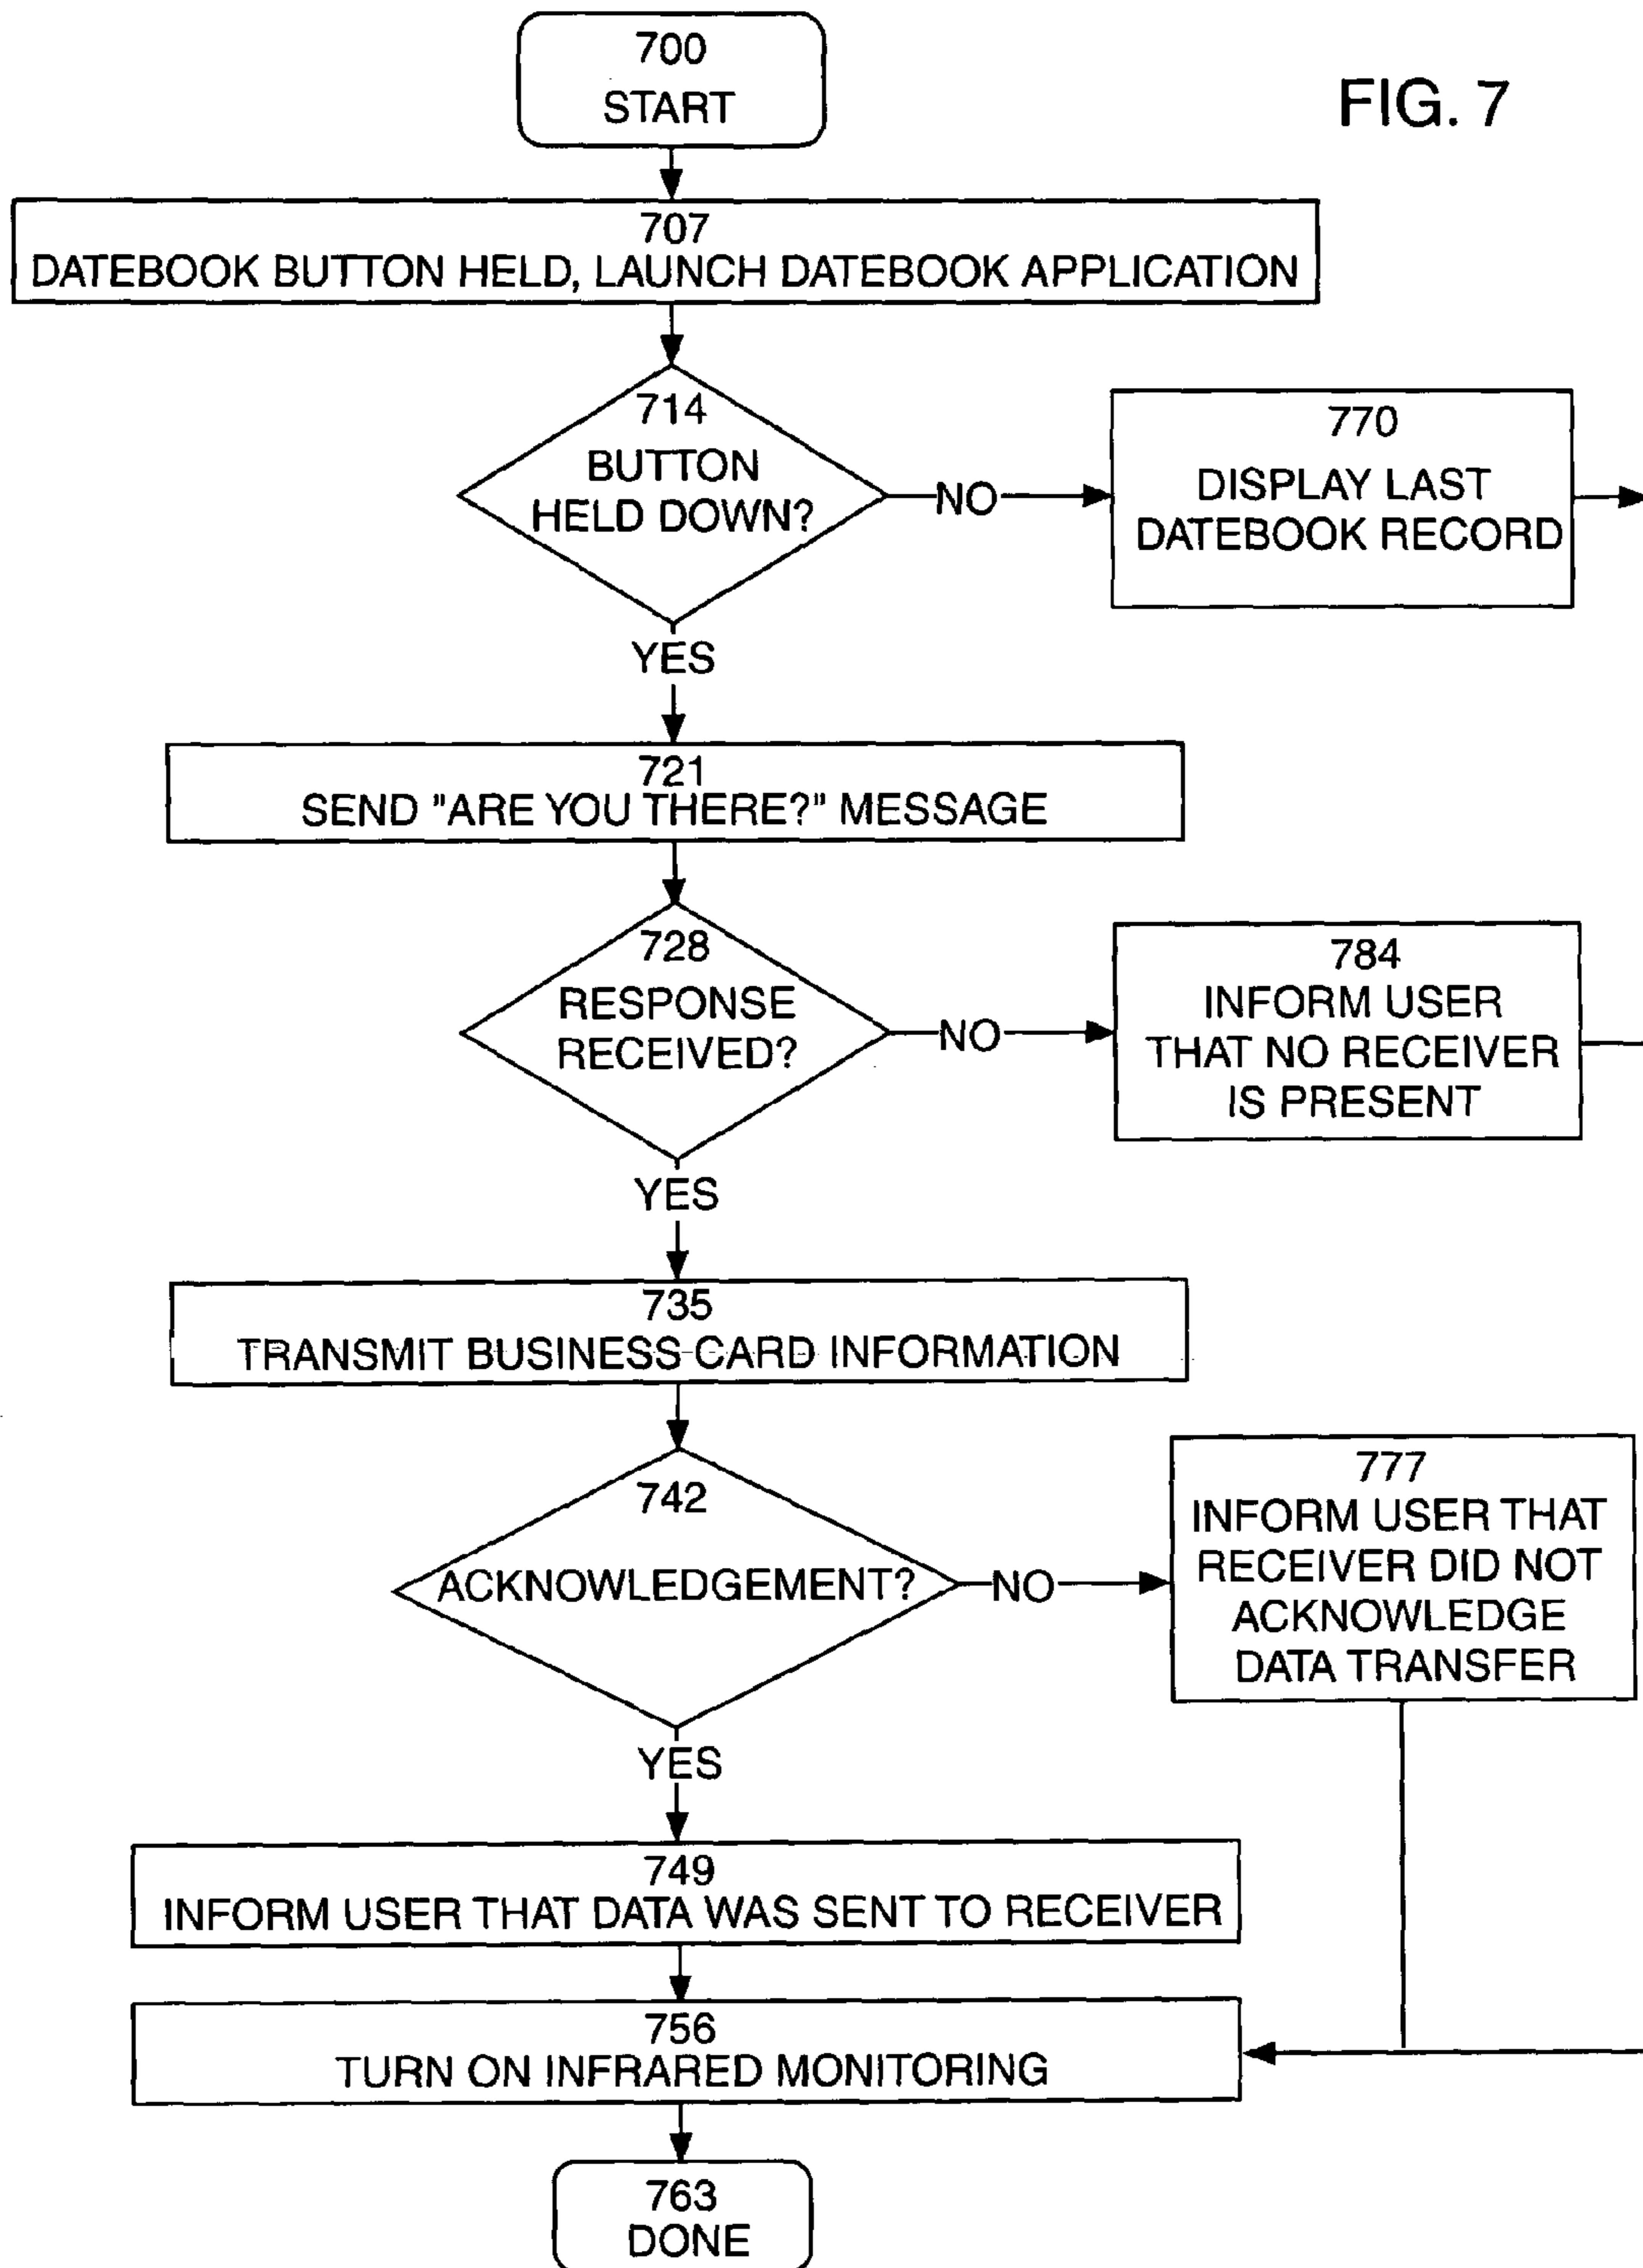 700
START
FIG. 7
707
DATEBOOK BUTTON HELD, LAUNCH DATEBOOK APPLICATION
714
BUTTON
HELD DOWN?
NO
770
DISPLAY LAST
DATEBOOK RECORD
YES
721
SEND "ARE YOU THERE?" MESSAGE
728
RESPONSE
RECEIVED?
NO
784
INFORM USER
THAT NO RECEIVER
IS PRESENT
YES
735
TRANSMIT BUSINESS CARD INFORMATION
742
ACKNOWLEDGEMENT?
NO
777
INFORM USER THAT
RECEIVER DID NOT
ACKNOWLEDGE
DATA TRANSFER
YES
749
INFORM USER THAT DATA WAS SENT TO RECEIVER
756
TURN ON INFRARED MONITORING
763
DONE